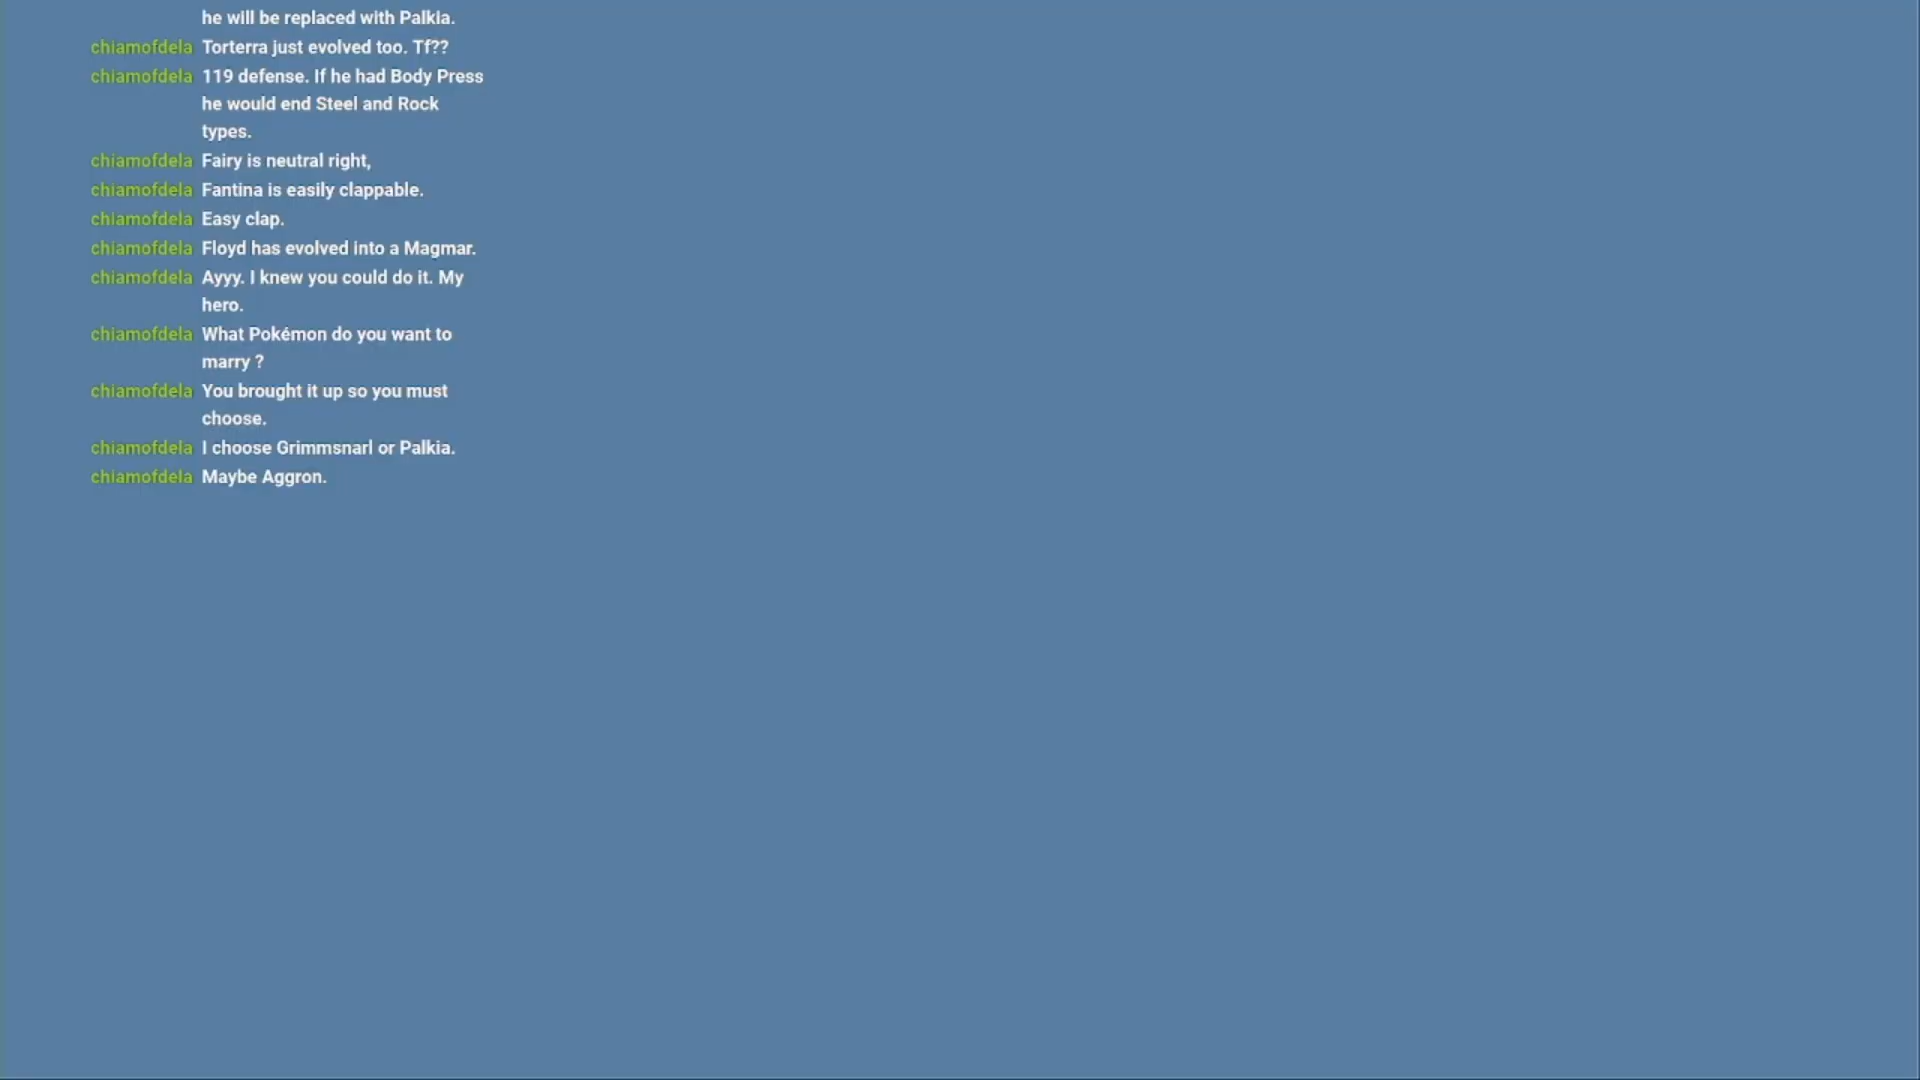 he will be replaced with Palkia.
chiamofdela Torterra just evolved too. Tf??
chiamofdela 119 defense. If he had Body Press
he would end Steel and Rock
types.
chiamofdela Fairy is neutral right,
chiamofdela Fantina is easily clappable.
chiamofdela Easy clap.
chiamofdela Floyd has evolved into a Magmar.
chiamofdela Ayyy. I knew you could do it. My
hero.
chiamofdela What Pokémon do you want to
marry ?
chiamofdela You brought it up so you must
choose.
chiamofdela I choose Grimmsnarl or Palkia.
chiamofdela Maybe Aggron.